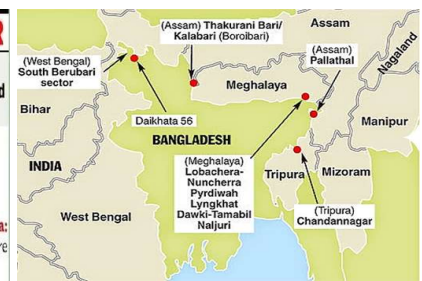 (West Bengal)
South Berubari
sector
(Assam) Thakurani Bari/
Kalabari (Boroibari)
Assam
(Assam)
Pallathal
Nagaland
Meghalaya
Bihar
Daikhata 56
Manipur
BANGLADESH
INDIA
(Meghalaya)
Lobachera-
Nuncherra
Pyrdiwah
Lyngkhat
Dawki-Tamabil
Naljuri
Tripura
Mizoram
West Bengal
(Tripura)
Chandannagar